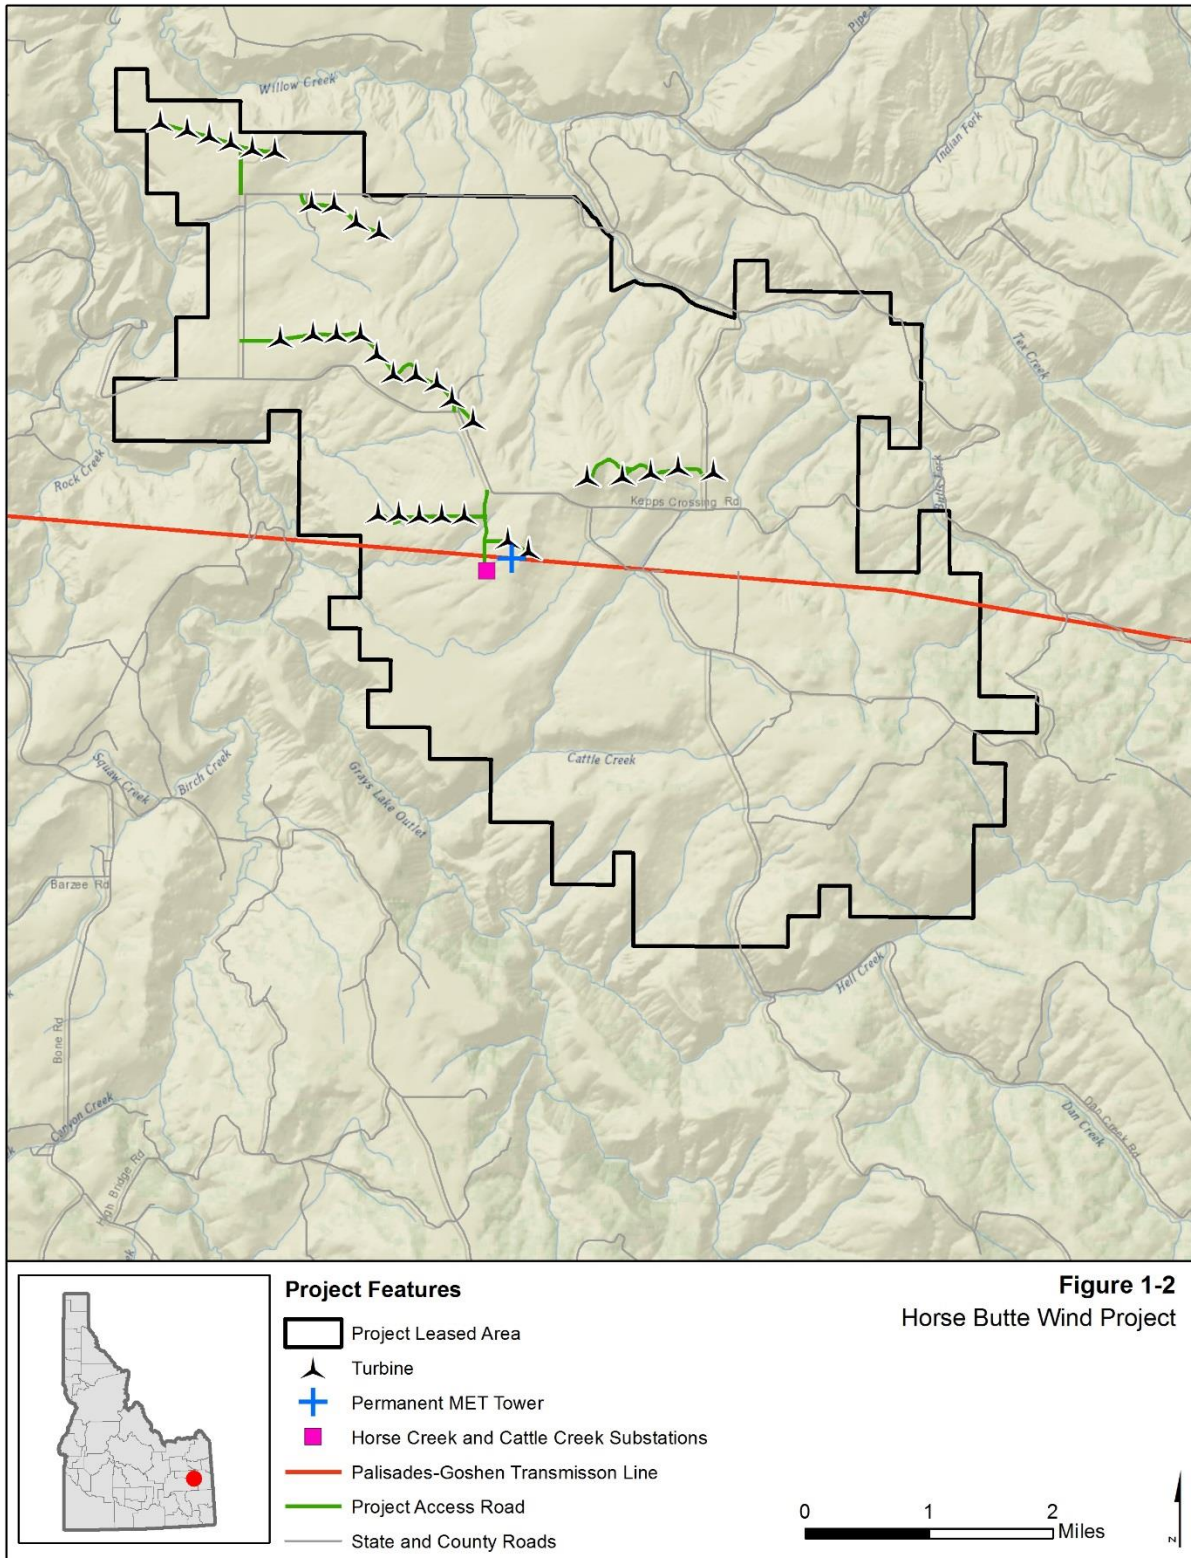 Willow Creek
Indian Fork
Tex Creek
Rock Creek
Kepps Crossing Rd
Cattle Creek
Squaw Creek
Birch Creek
Grays Lake Outlet
Barzee Rd
Hell Creek
Bone Rd
Canyon Creek
High Bridge Rd
Dan Creek Rd
Dan Creek
Project Features
Project Leased Area
Turbine
Permanent MET Tower
Horse Creek and Cattle Creek Substations
Palisades-Goshen Transmisson Line
Project Access Road
State and County Roads
Figure 1-2
Horse Butte Wind Project
0 1 2
Miles
N